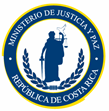 MINISTERIO DE JUSTICIA Y PAZ
REPÚBLICA DE COSTA RICA